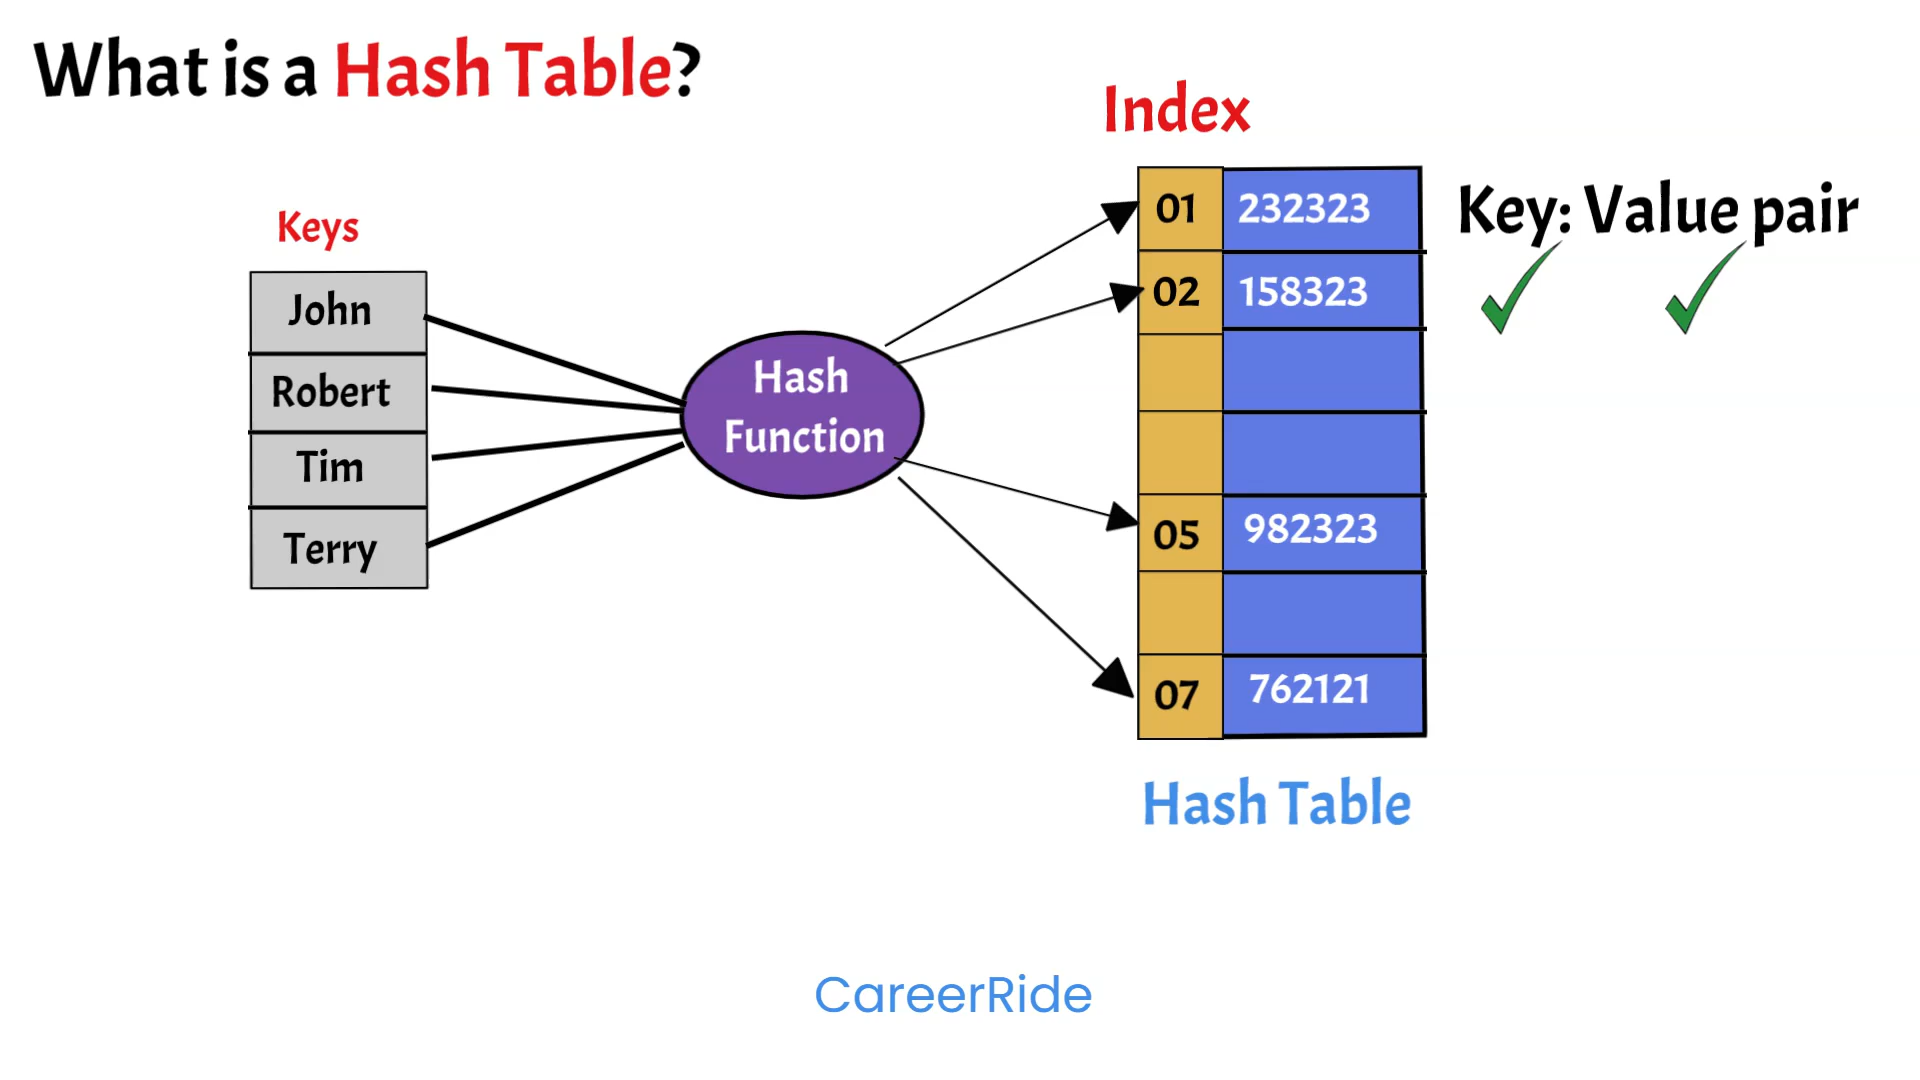 What is a Hash Table?
Index
Keys
John
Robert
Tim
Terry
Hash
Function
01 232323
02 158323
05 982323
07 762121
Key: Value pair
Hash Table
CareerRide